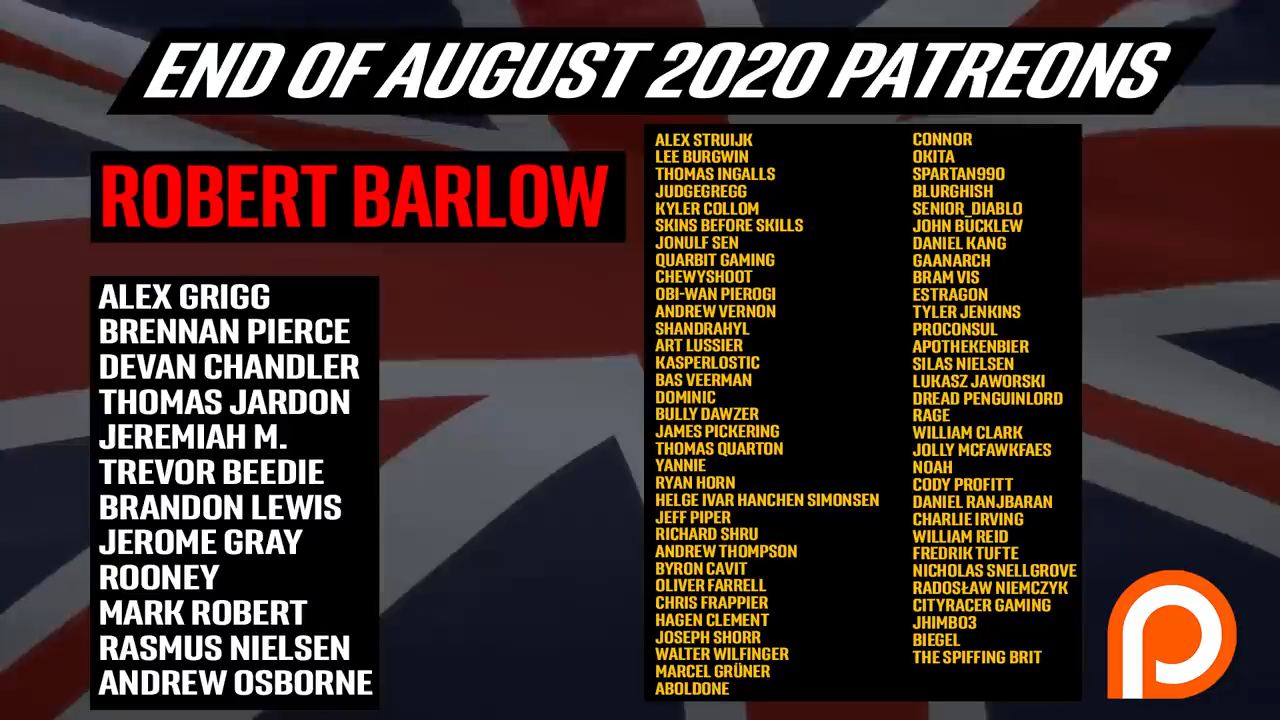 END OF AUGUST 2020 PATREONS
ROBERT BARLOW
ALEX GRIGG
BRENNAN PIERCE
DEVAN CHANDLER
THOMAS JARDON
JEREMIAH M.
TREVOR BEEDIE
BRANDON LEWIS
JEROME GRAY
ROONEY
MARK ROBERT
RASMUS NIELSEN
ANDREW OSBORNE
ALEX STRUIJK
LEE BURGWIN
THOMAS INGALLS
JUDGEGREGG
KYLER COLLOM
SKINS BEFORE SKILLS
JONULF SEN
QUARBIT GAMING
CHEWYSHOOT
OBI-WAN PIEROGI
ANDREW VERNON
SHANDRAHYL
ART LUSSIER
KASPERLOSTIC
BAS VEERMAN
DOMINIC
BULLY DAWZER
JAMES PICKERING
THOMAS QUARTON
YANNIE
RYAN HORN
HELGE IVAR HANCHEN SIMONSEN
JEFF PIPER
RICHARD SHRU
ANDREW THOMPSON
BYRON CAVIT
OLIVER FARRELL
CHRIS FRAPPIER
HAGEN CLEMENT
JOSEPH SHORR
WALTER WILFINGER
MARCEL GRÜNER
ABOLDONE
CONNOR
OKITA
SPARTAN990
BLURGHISH
SENIOR_DIABLO
JOHN BUCKLEW
DANIEL KANG
GAANARCH
BRAM VIS
ESTRAGON
TYLER JENKINS
PROCONSUL
APOTHEKENBIER
SILAS NIELSEN
LUKASZ JAWORSKI
DREAD PENGUINLORD
RAGE
WILLIAM CLARK
JOLLY MCFAWKFAES
NOAH
CODY PROFITT
DANIEL RANJBARAN
CHARLIE IRVING
WILLIAM REID
FREDRIK TUFTE
NICHOLAS SNELLGROVE
RADOSŁAW NIEMCZYK
CITYRACER GAMING
JHIMBO3
BIEGEL
THE SPIFFING BRIT